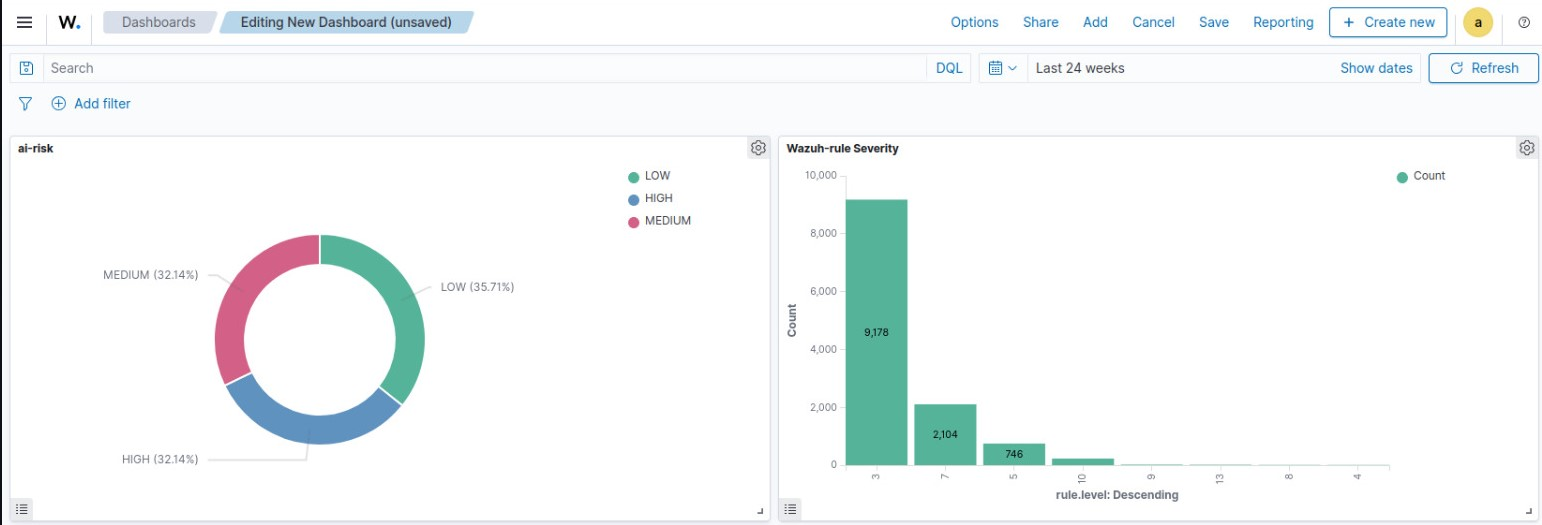 W. Dashboards Editing New Dashboard (unsaved) Options Share Add Cancel Save Reporting Create new a
Search DQL Last 24 weeks Show dates Refresh
Add filter
ai-risk
LOW
HIGH
MEDIUM
MEDIUM (32.14%)
LOW (35.71%)
HIGH (32.14%)
Wazuh-rule Severity
Count
10,000
8,000
6,000
4,000
2,000
0
Count
9,178
2,104
746
3 7 5 10 9 13 8 4
rule.level: Descending